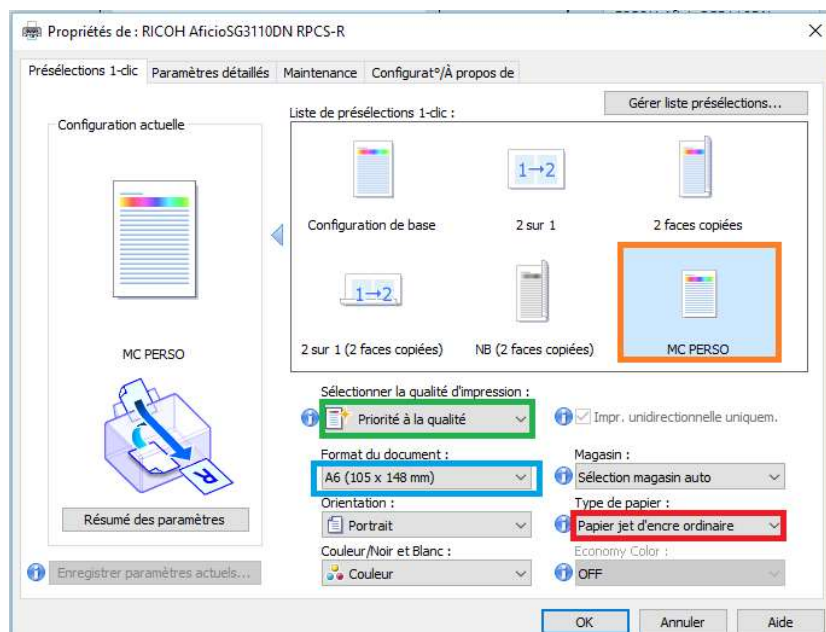 Propriétés de : RICOH AficioSG3110DN RPCS-R
Présélections 1-clic
Paramètres détaillés
Maintenance
Configurat°/À propos de
Gérer liste présélections...
Configuration actuelle
Liste de présélections 1-clic :
1→2
Configuration de base
2 sur 1
2 faces copiées
1→2
2 sur 1 (2 faces copiées)
NB (2 faces copiées)
MC PERSO
MC PERSO
R
Résumé des paramètres
Enregistrer paramètres actuels...
Sélectionner la qualité d'impression :
Priorité à la qualité
Impr. unidirectionnelle uniquem.
Format du document :
A6 (105 x 148 mm)
Magasin :
Sélection magasin auto
Orientation :
Portrait
Type de papier :
Papier jet d'encre ordinaire
Couleur/Noir et Blanc :
Couleur
Economy Color :
OFF
OK
Annuler
Aide